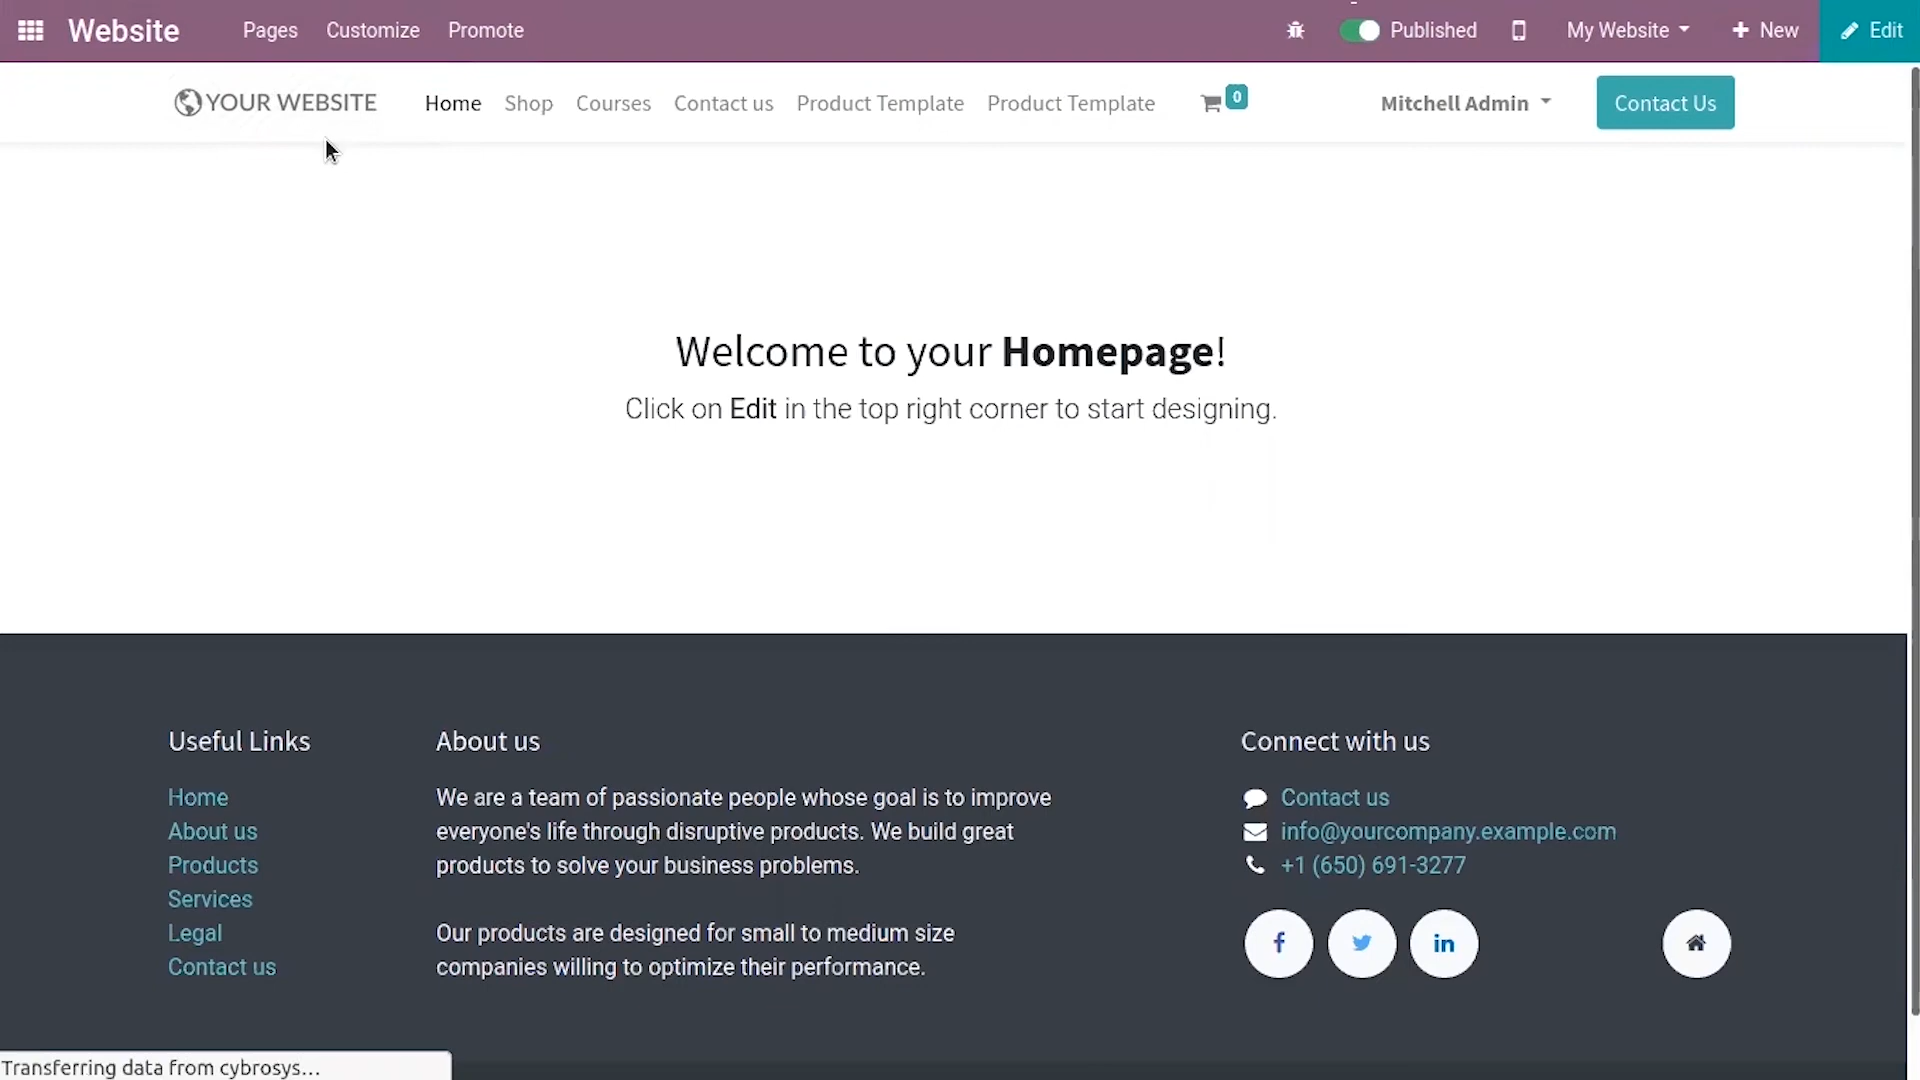 Website Pages Customize Promote Published My Website New Edit
YOUR WEBSITE Home Shop Courses Contact us Product Template Product Template 0 Mitchell Admin Contact Us
Welcome to your Homepage!
Click on Edit in the top right corner to start designing.
Useful Links
Home
About us
Products
Services
Legal
Contact us
About us
We are a team of passionate people whose goal is to improve
everyone's life through disruptive products. We build great
products to solve your business problems.
Our products are designed for small to medium size
companies willing to optimize their performance.
Connect with us
Contact us
info@yourcompany.example.com
+1 (650) 691-3277
Transferring data from cybrosys...